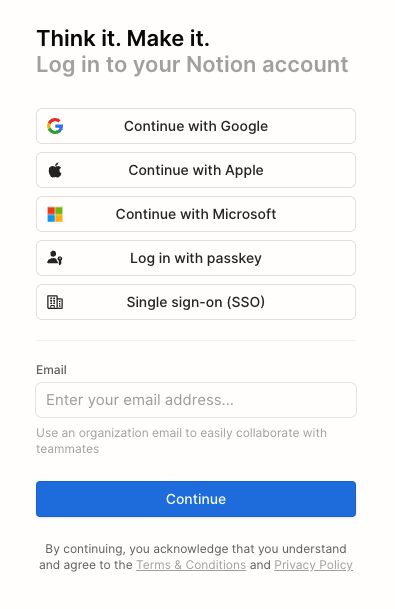 Think it. Make it.
Log in to your Notion account
Continue with Google
Continue with Apple
Continue with Microsoft
Log in with passkey
Single sign-on (SSO)
Email
Enter your email address...
Use an organization email to easily collaborate with
teammates
Continue
By continuing, you acknowledge that you understand
and agree to the Terms & Conditions and Privacy Policy